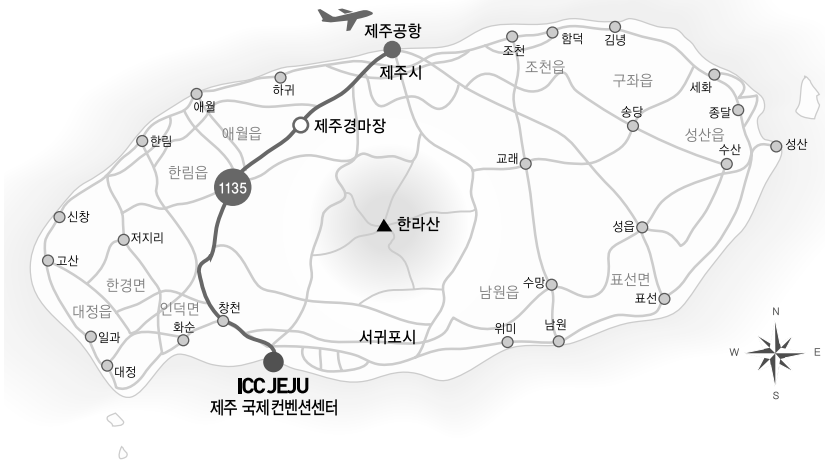 제주공항
제주시
조천
함덕
김녕
조천읍
구좌읍
세화
하귀
애월
종달
송당
제주경마장
애월읍
성산읍
성산
한림
수산
교래
한림읍
1135
신창
한라산
성읍
저지리
고산
한경면
수망
표선면
남원읍
표선
대정읍
인덕면
창천
화순
위미
남원
서귀포시
일과
대정
N
W
E
S
ICC JEJU
제주 국제컨벤션센터